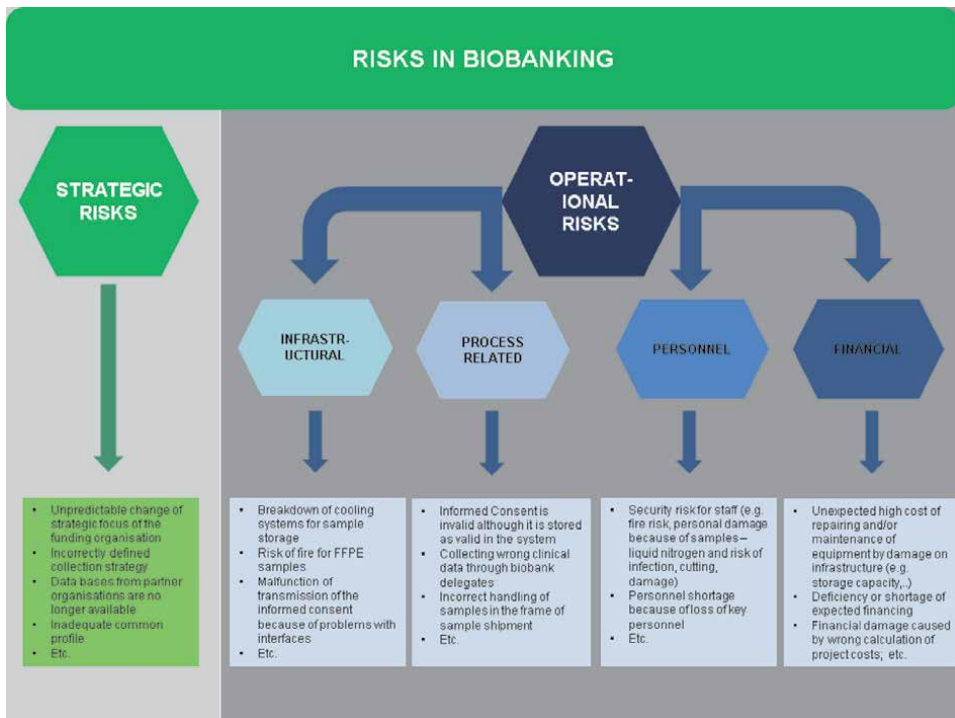 RISKS IN BIOBANKING
STRATEGIC
RISKS
OPERAT-
IONAL
RISKS
INFRASTR-
UCTURAL
PROCESS
RELATED
PERSONNEL
FINANCIAL
• Unpredictable change of
strategic focus of the
funding organisation
• Incorrectly defined
collection strategy
• Data bases from partner
organisations are no
longer available
• Inadequate common
profile
• Etc.
• Breakdown of cooling
systems for sample
storage
• Risk of fire for FFPE
samples
• Malfunction of
transmission of the
informed consent
because of problems with
interfaces
• Etc.
• Informed Consent is
invalid although it is stored
as valid in the system
• Collecting wrong clinical
data through biobank
delegates
• Incorrect handling of
samples in the frame of
sample shipment
• Etc.
• Security risk for staff (e.g.
fire risk, personal damage
because of samples–
liquid nitrogen and risk of
infection, cutting,
damage)
• Personnel shortage
because of loss of key
personnel
• Etc.
• Unexpected high cost of
repairing and/or
maintenance of
equipment by damage on
infrastructure (e.g.
storage capacity,..)
• Deficiency or shortage of
expected financing
• Financial damage caused
by wrong calculation of
project costs; etc.